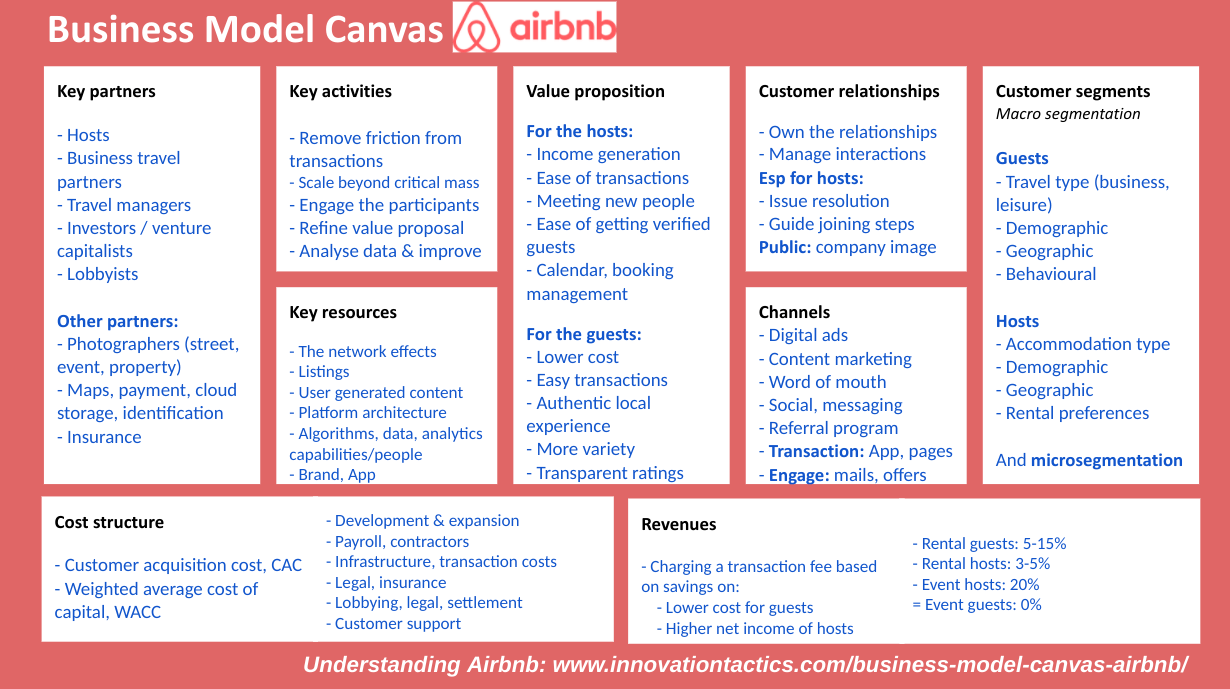 Business Model Canvas airbnb
Key partners
- Hosts
- Business travel
partners
- Travel managers
- Investors / venture
capitalists
- Lobbyists
Other partners:
- Photographers (street,
event, property)
- Maps, payment, cloud
storage, identification
- Insurance
Key activities
- Remove friction from
transactions
- Scale beyond critical mass
- Engage the participants
- Refine value proposal
- Analyse data & improve
Key resources
- The network effects
- Listings
- User generated content
- Platform architecture
- Algorithms, data, analytics
capabilities/people
- Brand, App
Value proposition
For the hosts:
- Income generation
- Ease of transactions
- Meeting new people
- Ease of getting verified
guests
- Calendar, booking
management
For the guests:
- Lower cost
- Easy transactions
- Authentic local
experience
- More variety
- Transparent ratings
Customer relationships
- Own the relationships
- Manage interactions
Esp for hosts:
- Issue resolution
- Guide joining steps
Public: company image
Channels
- Digital ads
- Content marketing
- Word of mouth
- Social, messaging
- Referral program
- Transaction: App, pages
- Engage: mails, offers
Customer segments
Macro segmentation
Guests
- Travel type (business,
leisure)
- Demographic
- Geographic
- Behavioural
Hosts
- Accommodation type
- Demographic
- Geographic
- Rental preferences
And microsegmentation
Cost structure
- Customer acquisition cost, CAC
- Weighted average cost of
capital, WACC
- Development & expansion
- Payroll, contractors
- Infrastructure, transaction costs
- Legal, insurance
- Lobbying, legal, settlement
- Customer support
Revenues
- Charging a transaction fee based
on savings on:
- Lower cost for guests
- Higher net income of hosts
- Rental guests: 5-15%
- Rental hosts: 3-5%
- Event hosts: 20%
= Event guests: 0%
Understanding Airbnb: www.innovationtactics.com/business-model-canvas-airbnb/